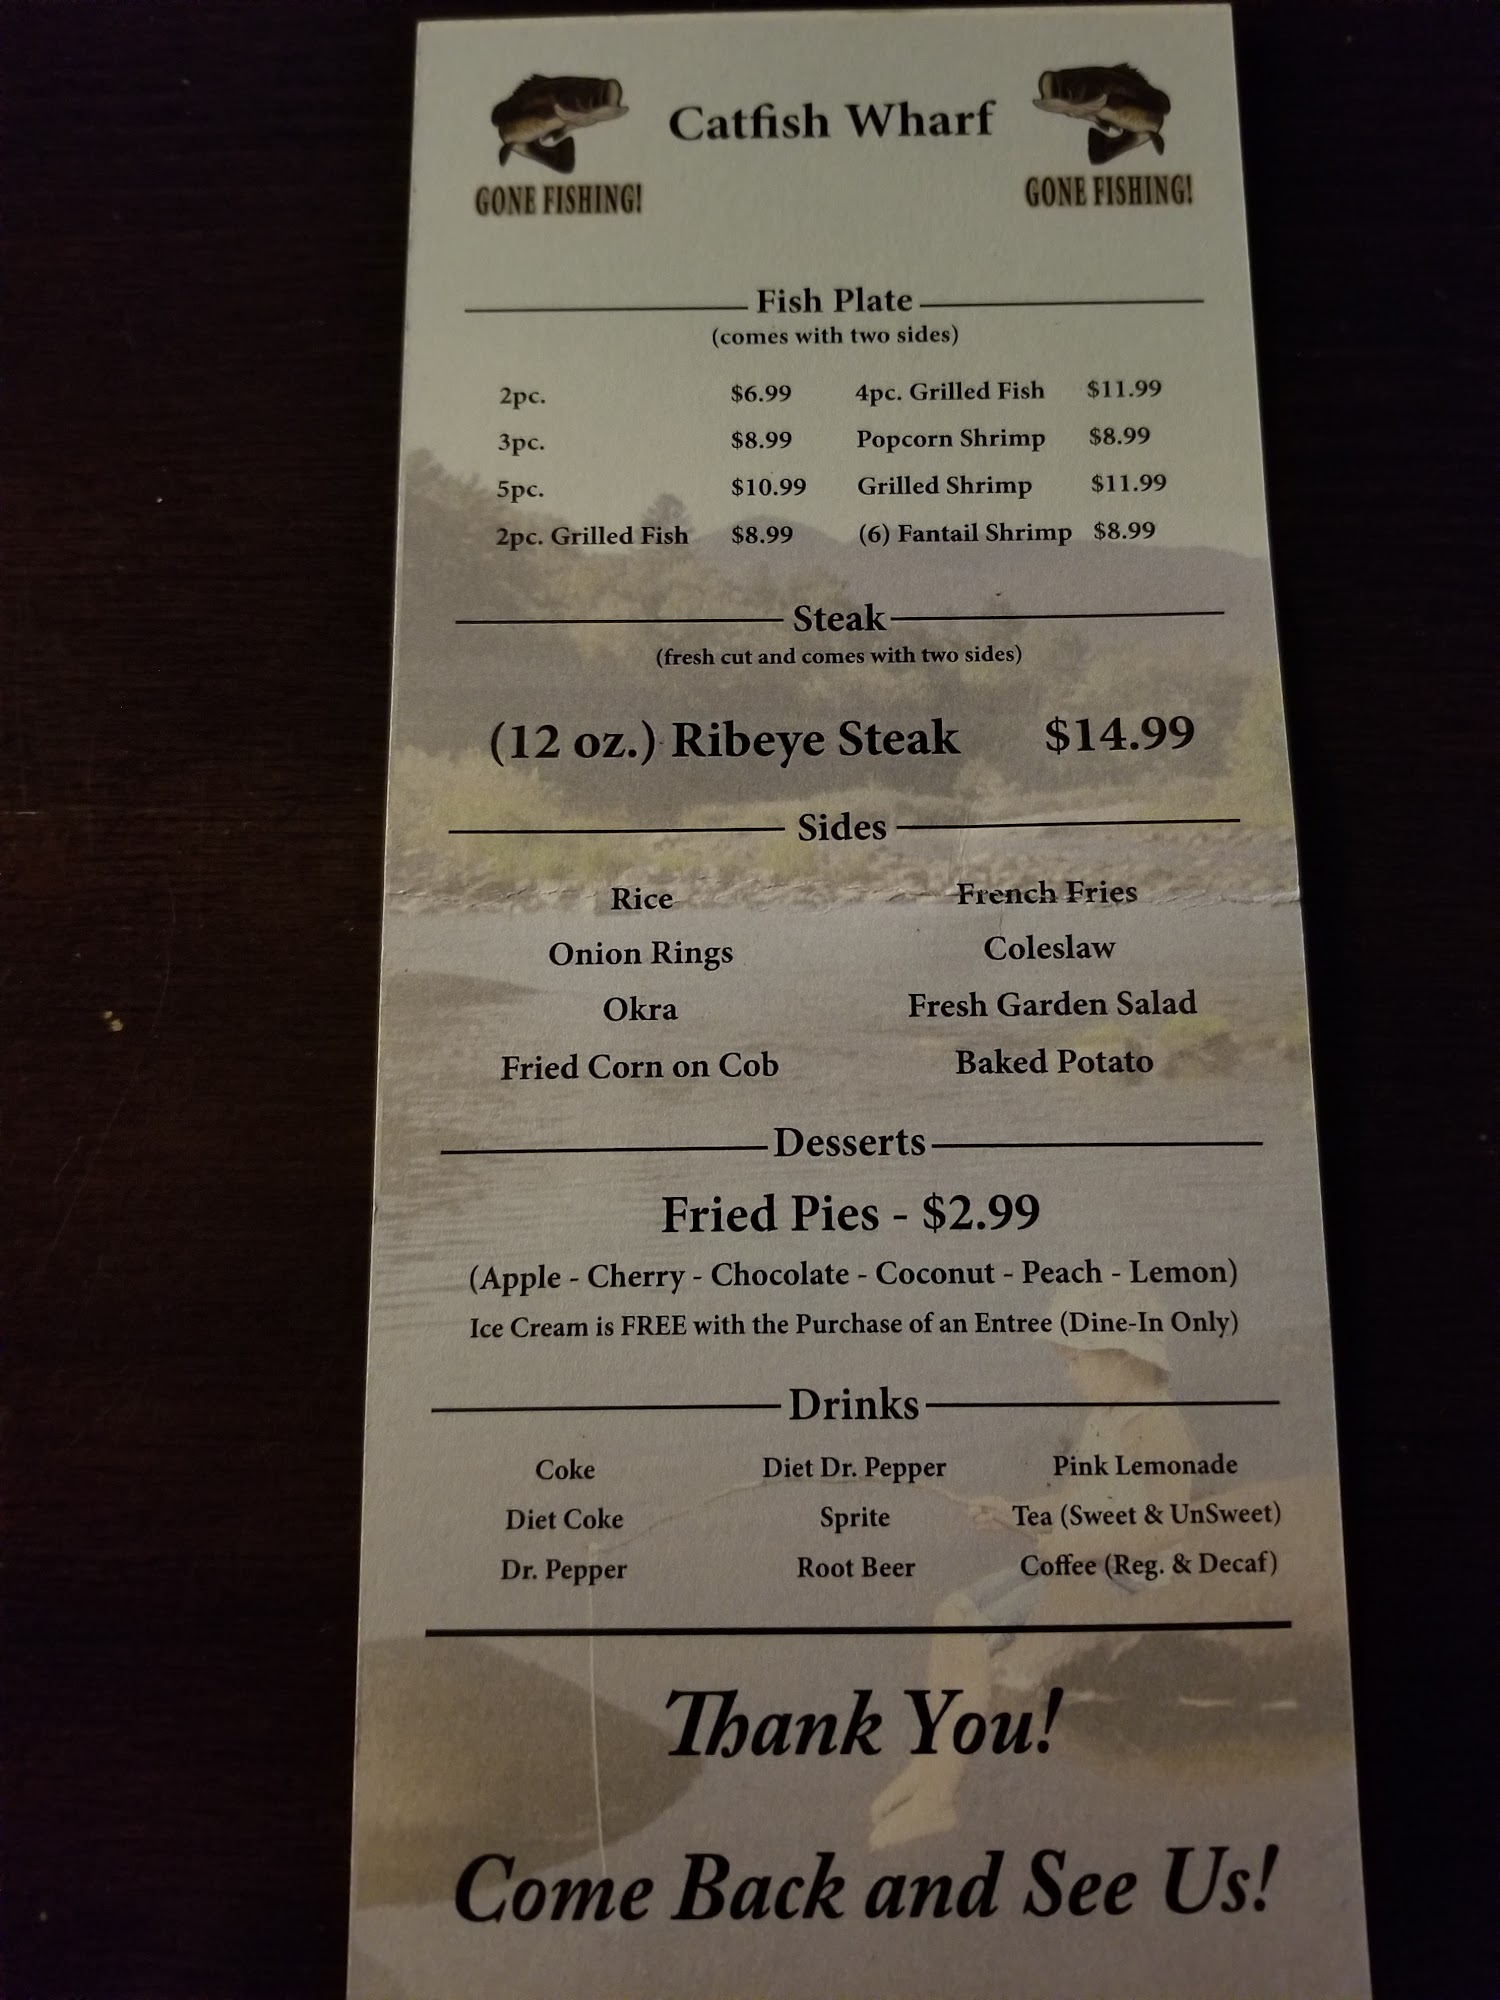 Catfish Wharf
GONE FISHING!
GONE FISHING!
Fish Plate
(comes with two sides)
2pc. $6.99 4pc. Grilled Fish $11.99
3pc. $8.99 Popcorn Shrimp $8.99
5pc. $10.99 Grilled Shrimp $11.99
2pc. Grilled Fish $8.99 (6) Fantail Shrimp $8.99
Steak
(fresh cut and comes with two sides)
(12 oz.) Ribeye Steak $14.99
Sides
Rice French Fries
Onion Rings Coleslaw
Okra Fresh Garden Salad
Fried Corn on Cob Baked Potato
Desserts
Fried Pies - $2.99
(Apple - Cherry - Chocolate - Coconut - Peach - Lemon)
Ice Cream is FREE with the Purchase of an Entree (Dine-In Only)
Drinks
Coke Diet Dr. Pepper Pink Lemonade
Diet Coke Sprite Tea (Sweet & UnSweet)
Dr. Pepper Root Beer Coffee (Reg. & Decaf)
Thank You!
Come Back and See Us!